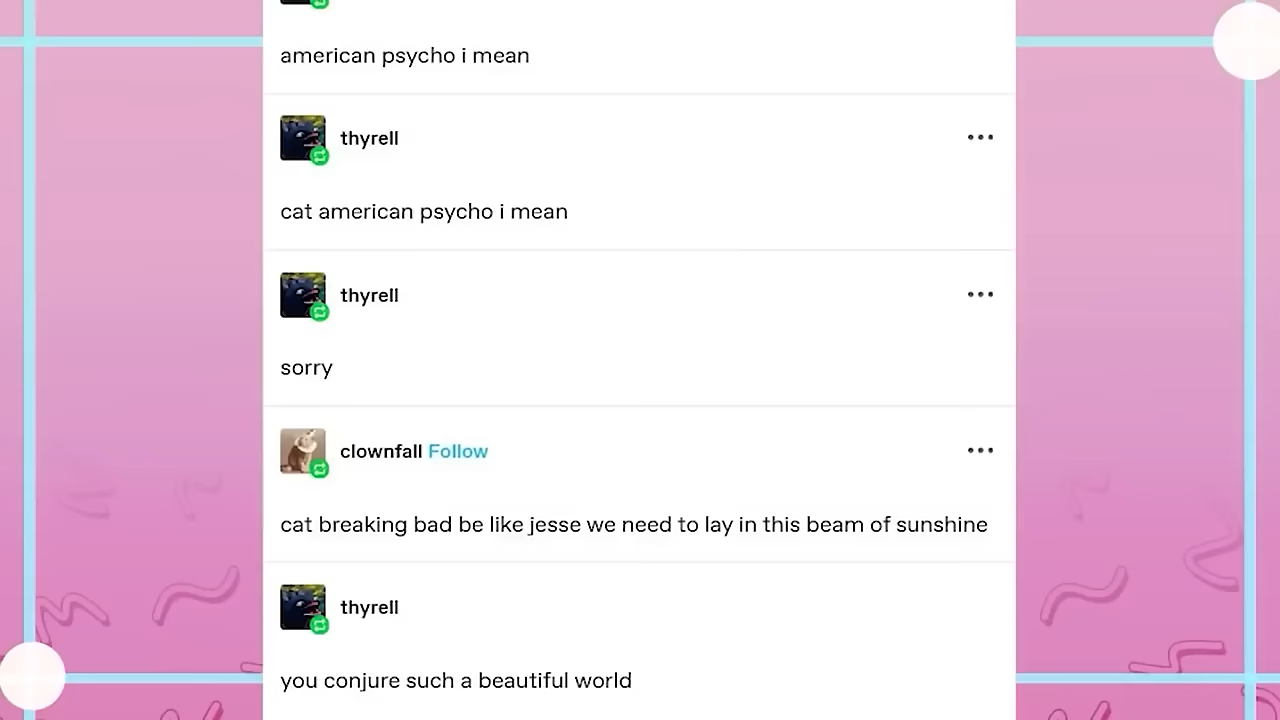 american psycho i mean
thyrell
cat american psycho i mean
thyrell
sorry
clownfall Follow
cat breaking bad be like jesse we need to lay in this beam of sunshine
thyrell
you conjure such a beautiful world